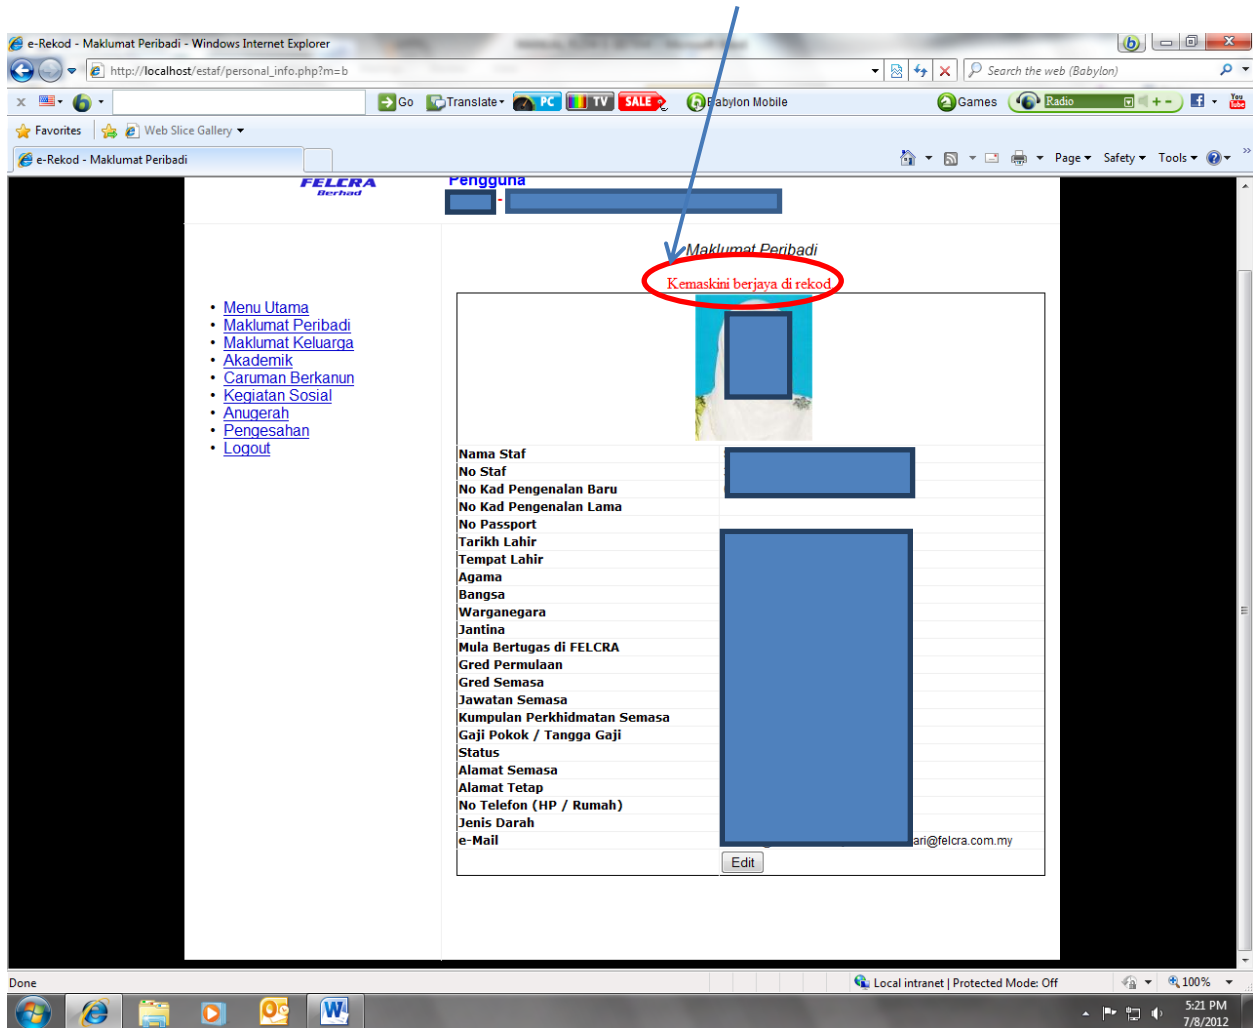 e-Rekod - Maklumat Peribadi - Windows Internet Explorer
http://localhost/estaf/personal_info.php?m=b
Search the web (Babylon)
x Go Translate PC TV SALE Babylon Mobile Games Radio You Tube
Favorites Web Slice Gallery
e-Rekod - Maklumat Peribadi
Page Safety Tools
FELCRA
Berhad
Pengguna
-
Maklumat Peribadi
Kemaskini berjaya di rekod
• Menu Utama
• Maklumat Peribadi
• Maklumat Keluarga
• Akademik
• Caruman Berkanun
• Kegiatan Sosial
• Anugerah
• Pengesahan
• Logout
Nama Staf
No Staf
No Kad Pengenalan Baru
No Kad Pengenalan Lama
No Passport
Tarikh Lahir
Tempat Lahir
Agama
Bangsa
Warganegara
Jantina
Mula Bertugas di FELCRA
Gred Permulaan
Gred Semasa
Jawatan Semasa
Kumpulan Perkhidmatan Semasa
Gaji Pokok / Tangga Gaji
Status
Alamat Semasa
Alamat Tetap
No Telefon (HP / Rumah)
Jenis Darah
e-Mail ari@felcra.com.my
Edit
Done
Local intranet | Protected Mode: Off
100%
5:21 PM
7/8/2012